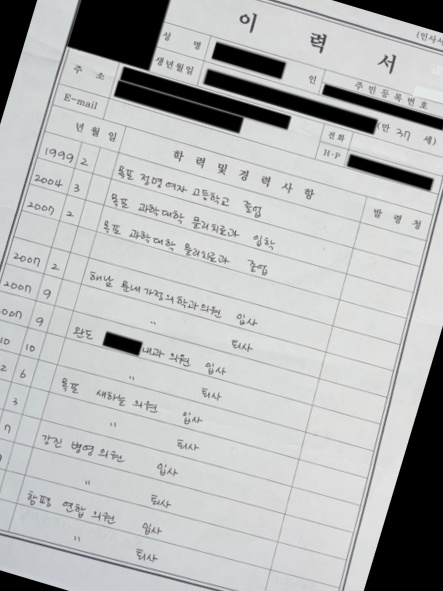 (인사서
이 력 서
성 명
인
주민등록번호
생년월일
(만 37 세)
주 소
전화
E-mail
H·P
년 월 일 학 력 및 경 력 사 항 발 령 청
1999 2 목포 정명여자 고등학교 졸업
2004 3 목포 과학대학 물리치료과 입학
2007 2 목포 과학대학 물리치료과 졸업
2007 2 해남 문내가정의학과의원 입사
2007 9 〃 퇴사
007 9 완도 내과 의원 입사
10 10 〃 퇴사
2 6 목포 새하늘 의원 입사
3 〃 퇴사
7 강진 병영 의원 입사
〃 퇴사
함평 연합 의원 입사
〃 퇴사